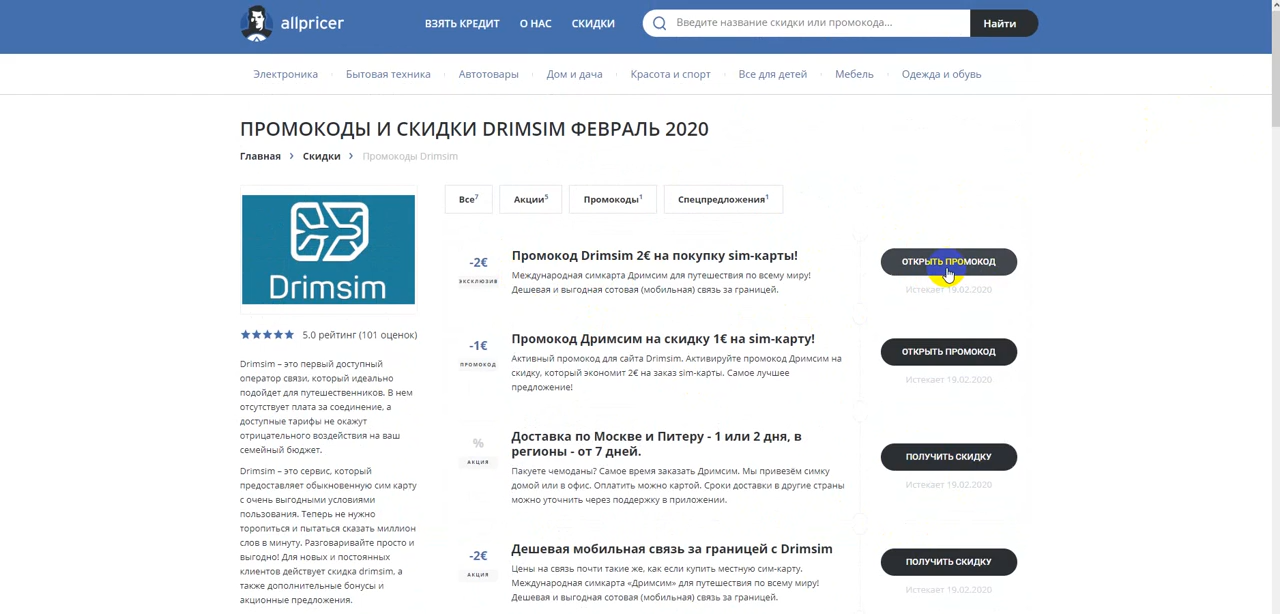 allpricer
ВЗЯТЬ КРЕДИТ О НАС СКИДКИ
Введите название скидки или промокода...
Найти
Электроника Бытовая техника Автотовары Дом и дача Красота и спорт Все для детей Мебель Одежда и обувь
ПРОМОКОДЫ И СКИДКИ DRIMSIM ФЕВРАЛЬ 2020
Главная > Скидки > Промокоды Drimsim
Drimsim
5.0 рейтинг (101 оценок)
Drimsim – это первый доступный
оператор связи, который идеально
подойдет для путешественников. В нем
отсутствует плата за соединение, а
доступные тарифы не окажут
отрицательного воздействия на ваш
семейный бюджет.
Drimsim – это сервис, который
предоставляет обыкновенную сим карту
с очень выгодными условиями
пользования. Теперь не нужно
торопиться и пытаться сказать миллион
слов в минуту. Разговаривайте просто и
выгодно! Для новых и постоянных
клиентов действует скидка drimsim, а
также дополнительные бонусы и
акционные предложения.
Все7 Акции5 Промокоды1 Спецпредложения1
-2€
ЭКСКЛЮЗИВ
Промокод Drimsim 2€ на покупку sim-карты!
Международная симкарта Дримсим для путешествия по всему миру!
Дешевая и выгодная сотовая (мобильная) связь за границей.
ОТКРЫТЬ ПРОМОКОД
Истекает 19.02.2020
-1€
ПРОМОКОД
Промокод Дримсим на скидку 1€ на sim-карту!
Активный промокод для сайта Drimsim. Активируйте промокод Дримсим на
скидку, который экономит 2€ на заказ sim-карты. Самое лучшее
предложение!
ОТКРЫТЬ ПРОМОКОД
Истекает 19.02.2020
%
АКЦИЯ
Доставка по Москве и Питеру - 1 или 2 дня, в
регионы - от 7 дней.
Пакуете чемоданы? Самое время заказать Дримсим. Мы привезём симку
домой или в офис. Оплатить можно картой. Сроки доставки в другие страны
можно уточнить через поддержку в приложении.
ПОЛУЧИТЬ СКИДКУ
Истекает 19.02.2020
-2€
АКЦИЯ
Дешевая мобильная связь за границей с Drimsim
Цены на связь почти такие же, как если купить местную сим-карту.
Международная симкарта «Дримсим» для путешествия по всему миру!
Дешевая и выгодная сотовая (мобильная) связь за границей.
ПОЛУЧИТЬ СКИДКУ
Истекает 19.02.2020